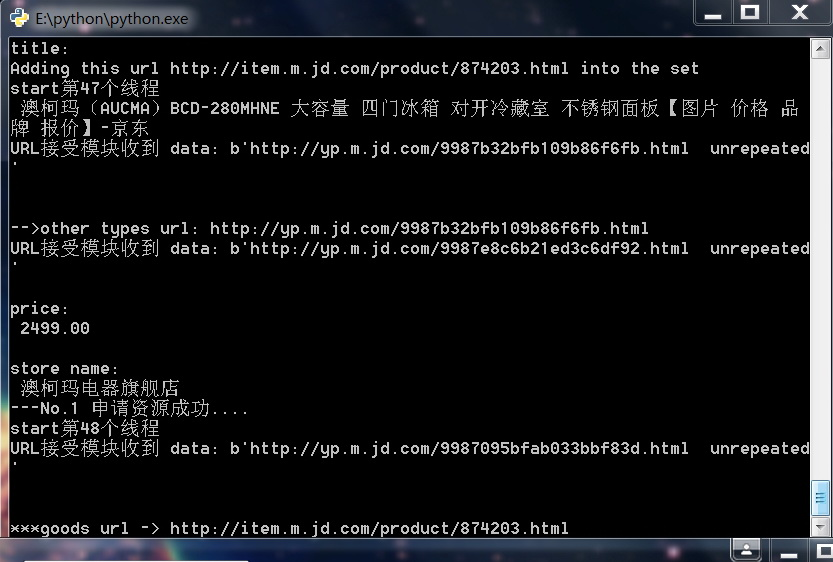 E:\python\python.exe
title:
Adding this url http://item.m.jd.com/product/874203.html into the set
start第47个线程
澳柯玛（AUCMA）BCD-280MHNE 大容量 四门冰箱 对开冷藏室 不锈钢面板【图片 价格 品
牌 报价】-京东
URL接受模块收到 data: b'http://yp.m.jd.com/9987b32bfb109b86f6fb.html  unrepeated
'
-->other types url: http://yp.m.jd.com/9987b32bfb109b86f6fb.html
URL接受模块收到 data: b'http://yp.m.jd.com/9987e8c6b21ed3c6df92.html  unrepeated
'
price:
2499.00
store name:
澳柯玛电器旗舰店
---No.1 申请资源成功....
start第48个线程
URL接受模块收到 data: b'http://yp.m.jd.com/9987095bfab033bbf83d.html  unrepeated
'
***goods url -> http://item.m.jd.com/product/874203.html